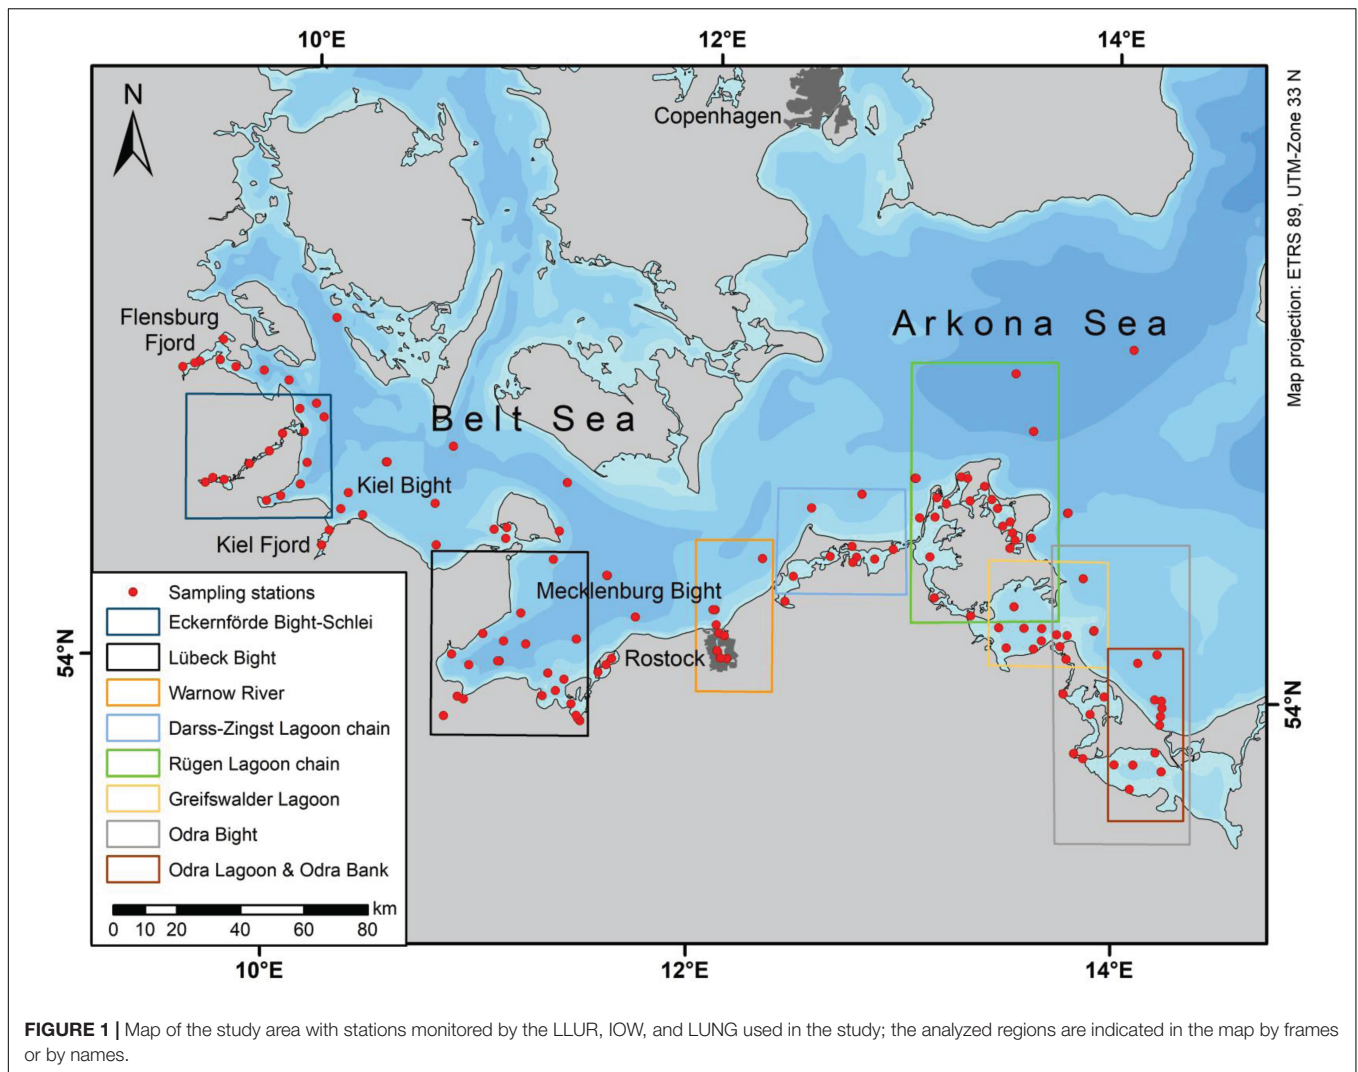 10°E
12°E
14°E
N
Copenhagen
Map projection: ETRS 89, UTM-Zone 33 N
Flensburg
Fjord
Arkona Sea
Belt Sea
Kiel Bight
Kiel Fjord
Mecklenburg Bight
Rostock
54°N
54°N
Sampling stations
Eckernförde Bight-Schlei
Lübeck Bight
Warnow River
Darss-Zingst Lagoon chain
Rügen Lagoon chain
Greifswalder Lagoon
Odra Bight
Odra Lagoon & Odra Bank
km
0 10 20 40 60 80
10°E
12°E
14°E
FIGURE 1 | Map of the study area with stations monitored by the LLUR, IOW, and LUNG used in the study; the analyzed regions are indicated in the map by frames
or by names.